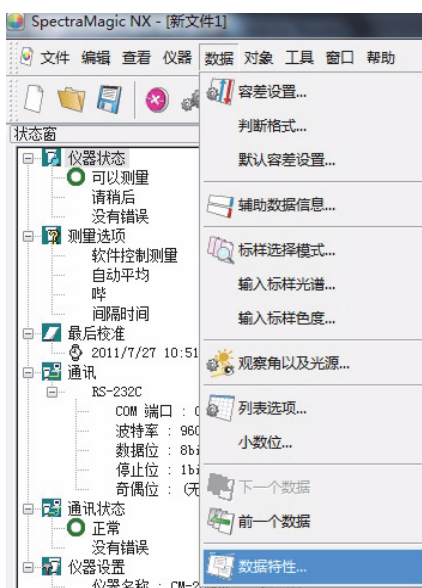 SpectraMagic NX - [新文件1]
文件 编辑 查看 仪器 数据 对象 工具 窗口 帮助
容差设置...
判断格式...
默认容差设置...
辅助数据信息...
标样选择模式...
输入标样光谱...
输入标样色度...
观察角以及光源...
列表选项...
小数位...
下一个数据
前一个数据
数据特性...
状态窗
仪器状态
可以测量
请稍后
没有错误
测量选项
软件控制测量
自动平均
哔
间隔时间
最后校准
2011/7/27 10:51
通讯
RS-232C
COM 端口 :
波特率 : 960
数据位 : 8bi
停止位 : 1bi
奇偶位 : (无
通讯状态
正常
没有错误
仪器设置
仪器名称 : CM-2